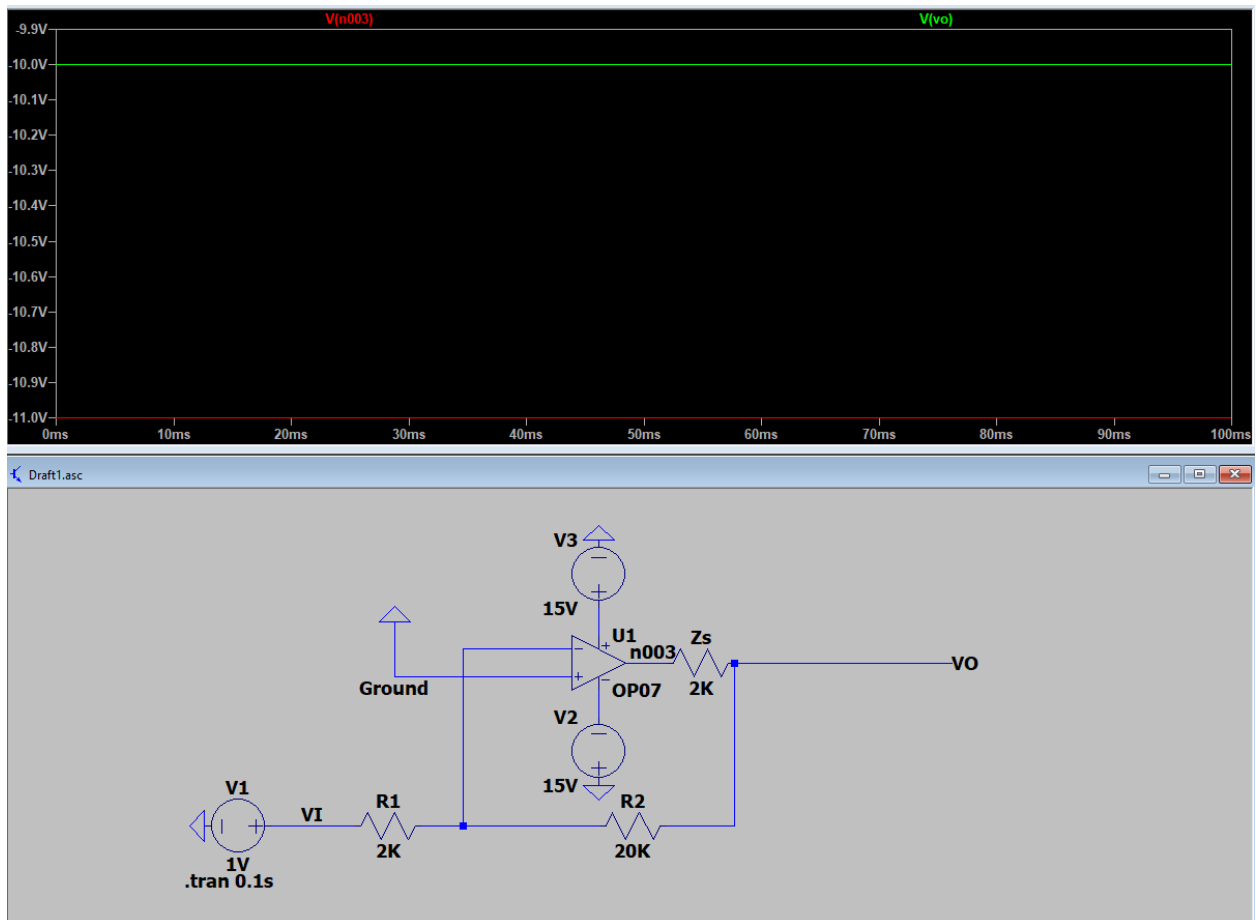 V(n003) V(vo)
-9.9V
-10.0V
-10.1V
-10.2V
-10.3V
-10.4V
-10.5V
-10.6V
-10.7V
-10.8V
-10.9V
-11.0V
0ms 10ms 20ms 30ms 40ms 50ms 60ms 70ms 80ms 90ms 100ms
Draft1.asc
V3
15V
U1
n003
Zs
2K
VO
Ground
OP07
V2
15V
V1
VI
R1
2K
R2
20K
1V
.tran 0.1s